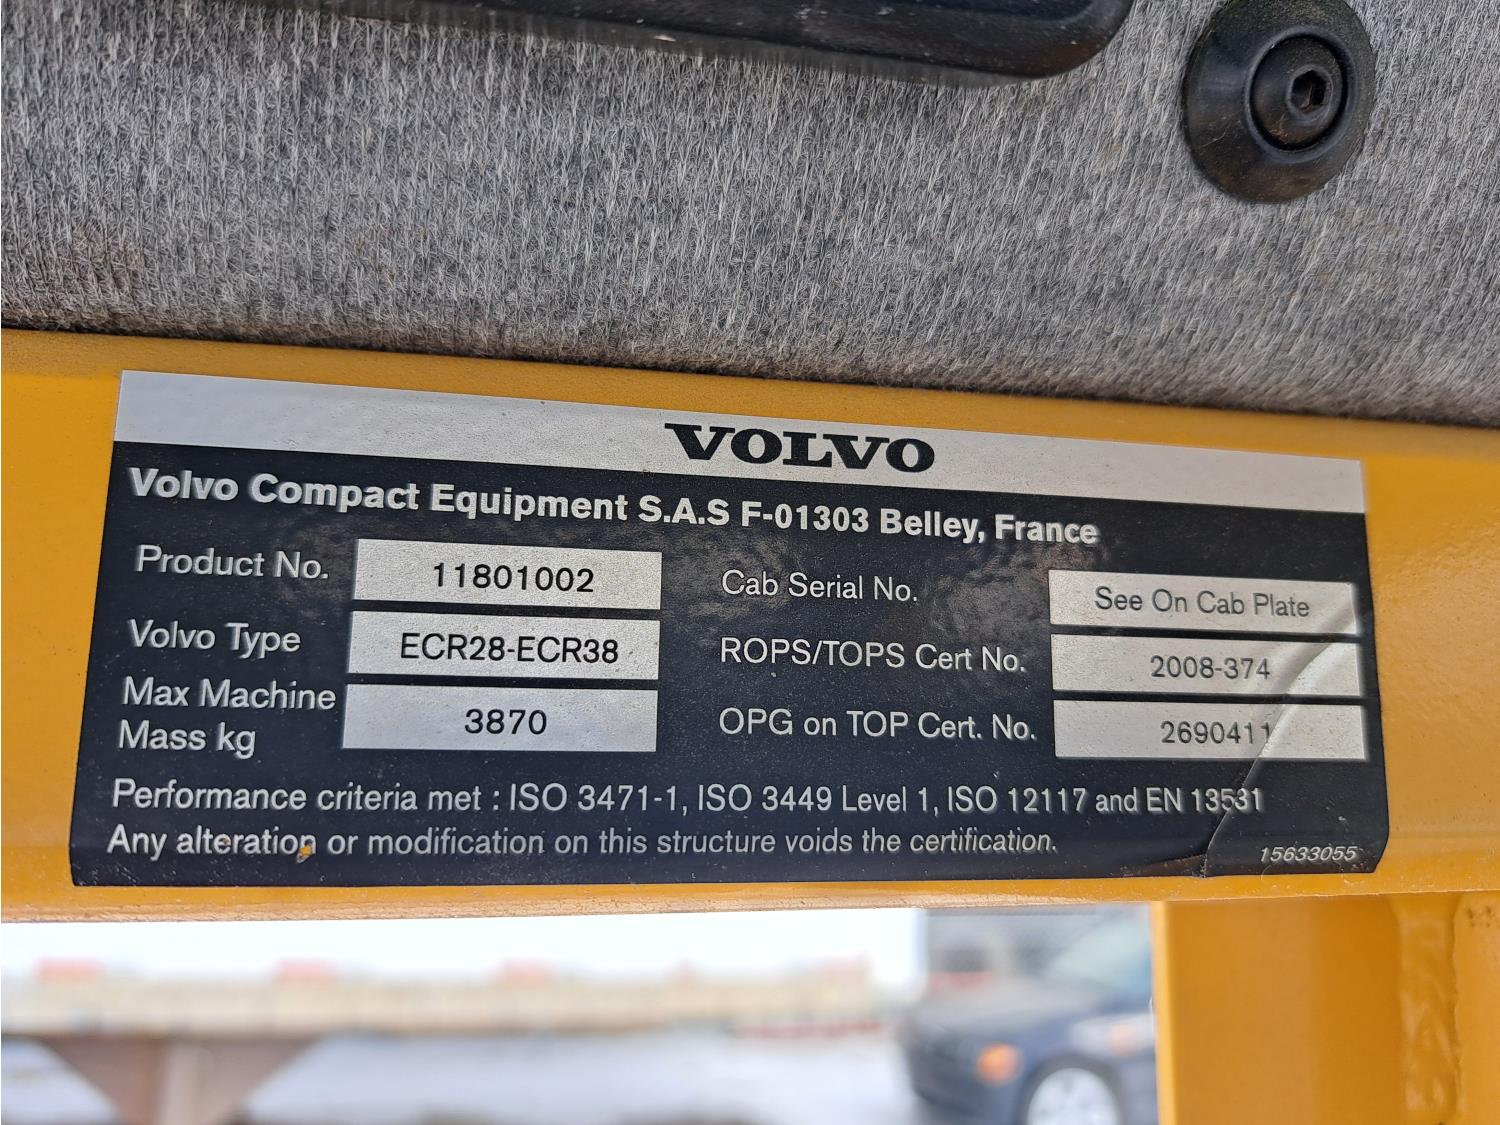 VOLVO
Volvo Compact Equipment S.A.S F-01303 Belley, France
Product No. 11801002
Cab Serial No. See On Cab Plate
Volvo Type ECR28-ECR38
ROPS/TOPS Cert No. 2008-374
Max Machine
Mass kg 3870
OPG on TOP Cert. No. 2690411
Performance criteria met : ISO 3471-1, ISO 3449 Level 1, ISO 12117 and EN 13531
Any alteration or modification on this structure voids the certification.
15633055